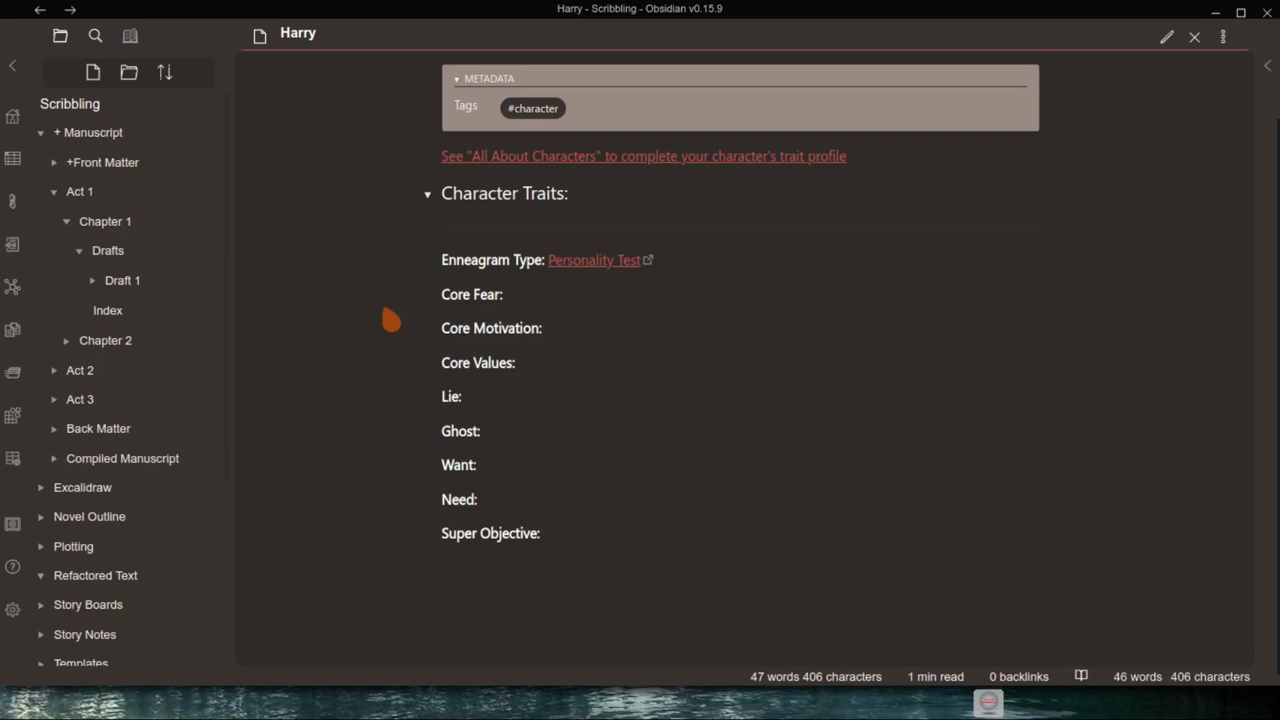 Harry - Scribbling - Obsidian v0.15.9
Harry
METADATA
Tags #character
See "All About Characters" to complete your character's trait profile
Character Traits:
Enneagram Type: Personality Test
Core Fear:
Core Motivation:
Core Values:
Lie:
Ghost:
Want:
Need:
Super Objective:
Scribbling
+ Manuscript
+Front Matter
Act 1
Chapter 1
Drafts
Draft 1
Index
Chapter 2
Act 2
Act 3
Back Matter
Compiled Manuscript
Excalidraw
Novel Outline
Plotting
Refactored Text
Story Boards
Story Notes
Templates
47 words 406 characters 1 min read 0 backlinks 46 words 406 characters